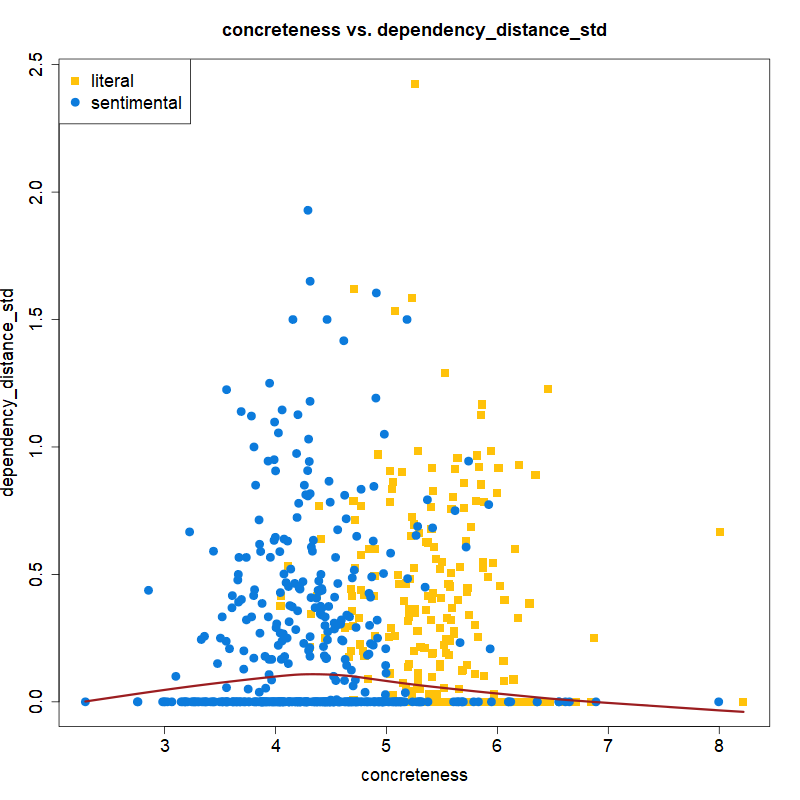 concreteness vs. dependency_distance_std
literal
sentimental
dependency_distance_std
2.5
2.0
1.5
1.0
0.5
0.0
3 4 5 6 7 8
concreteness